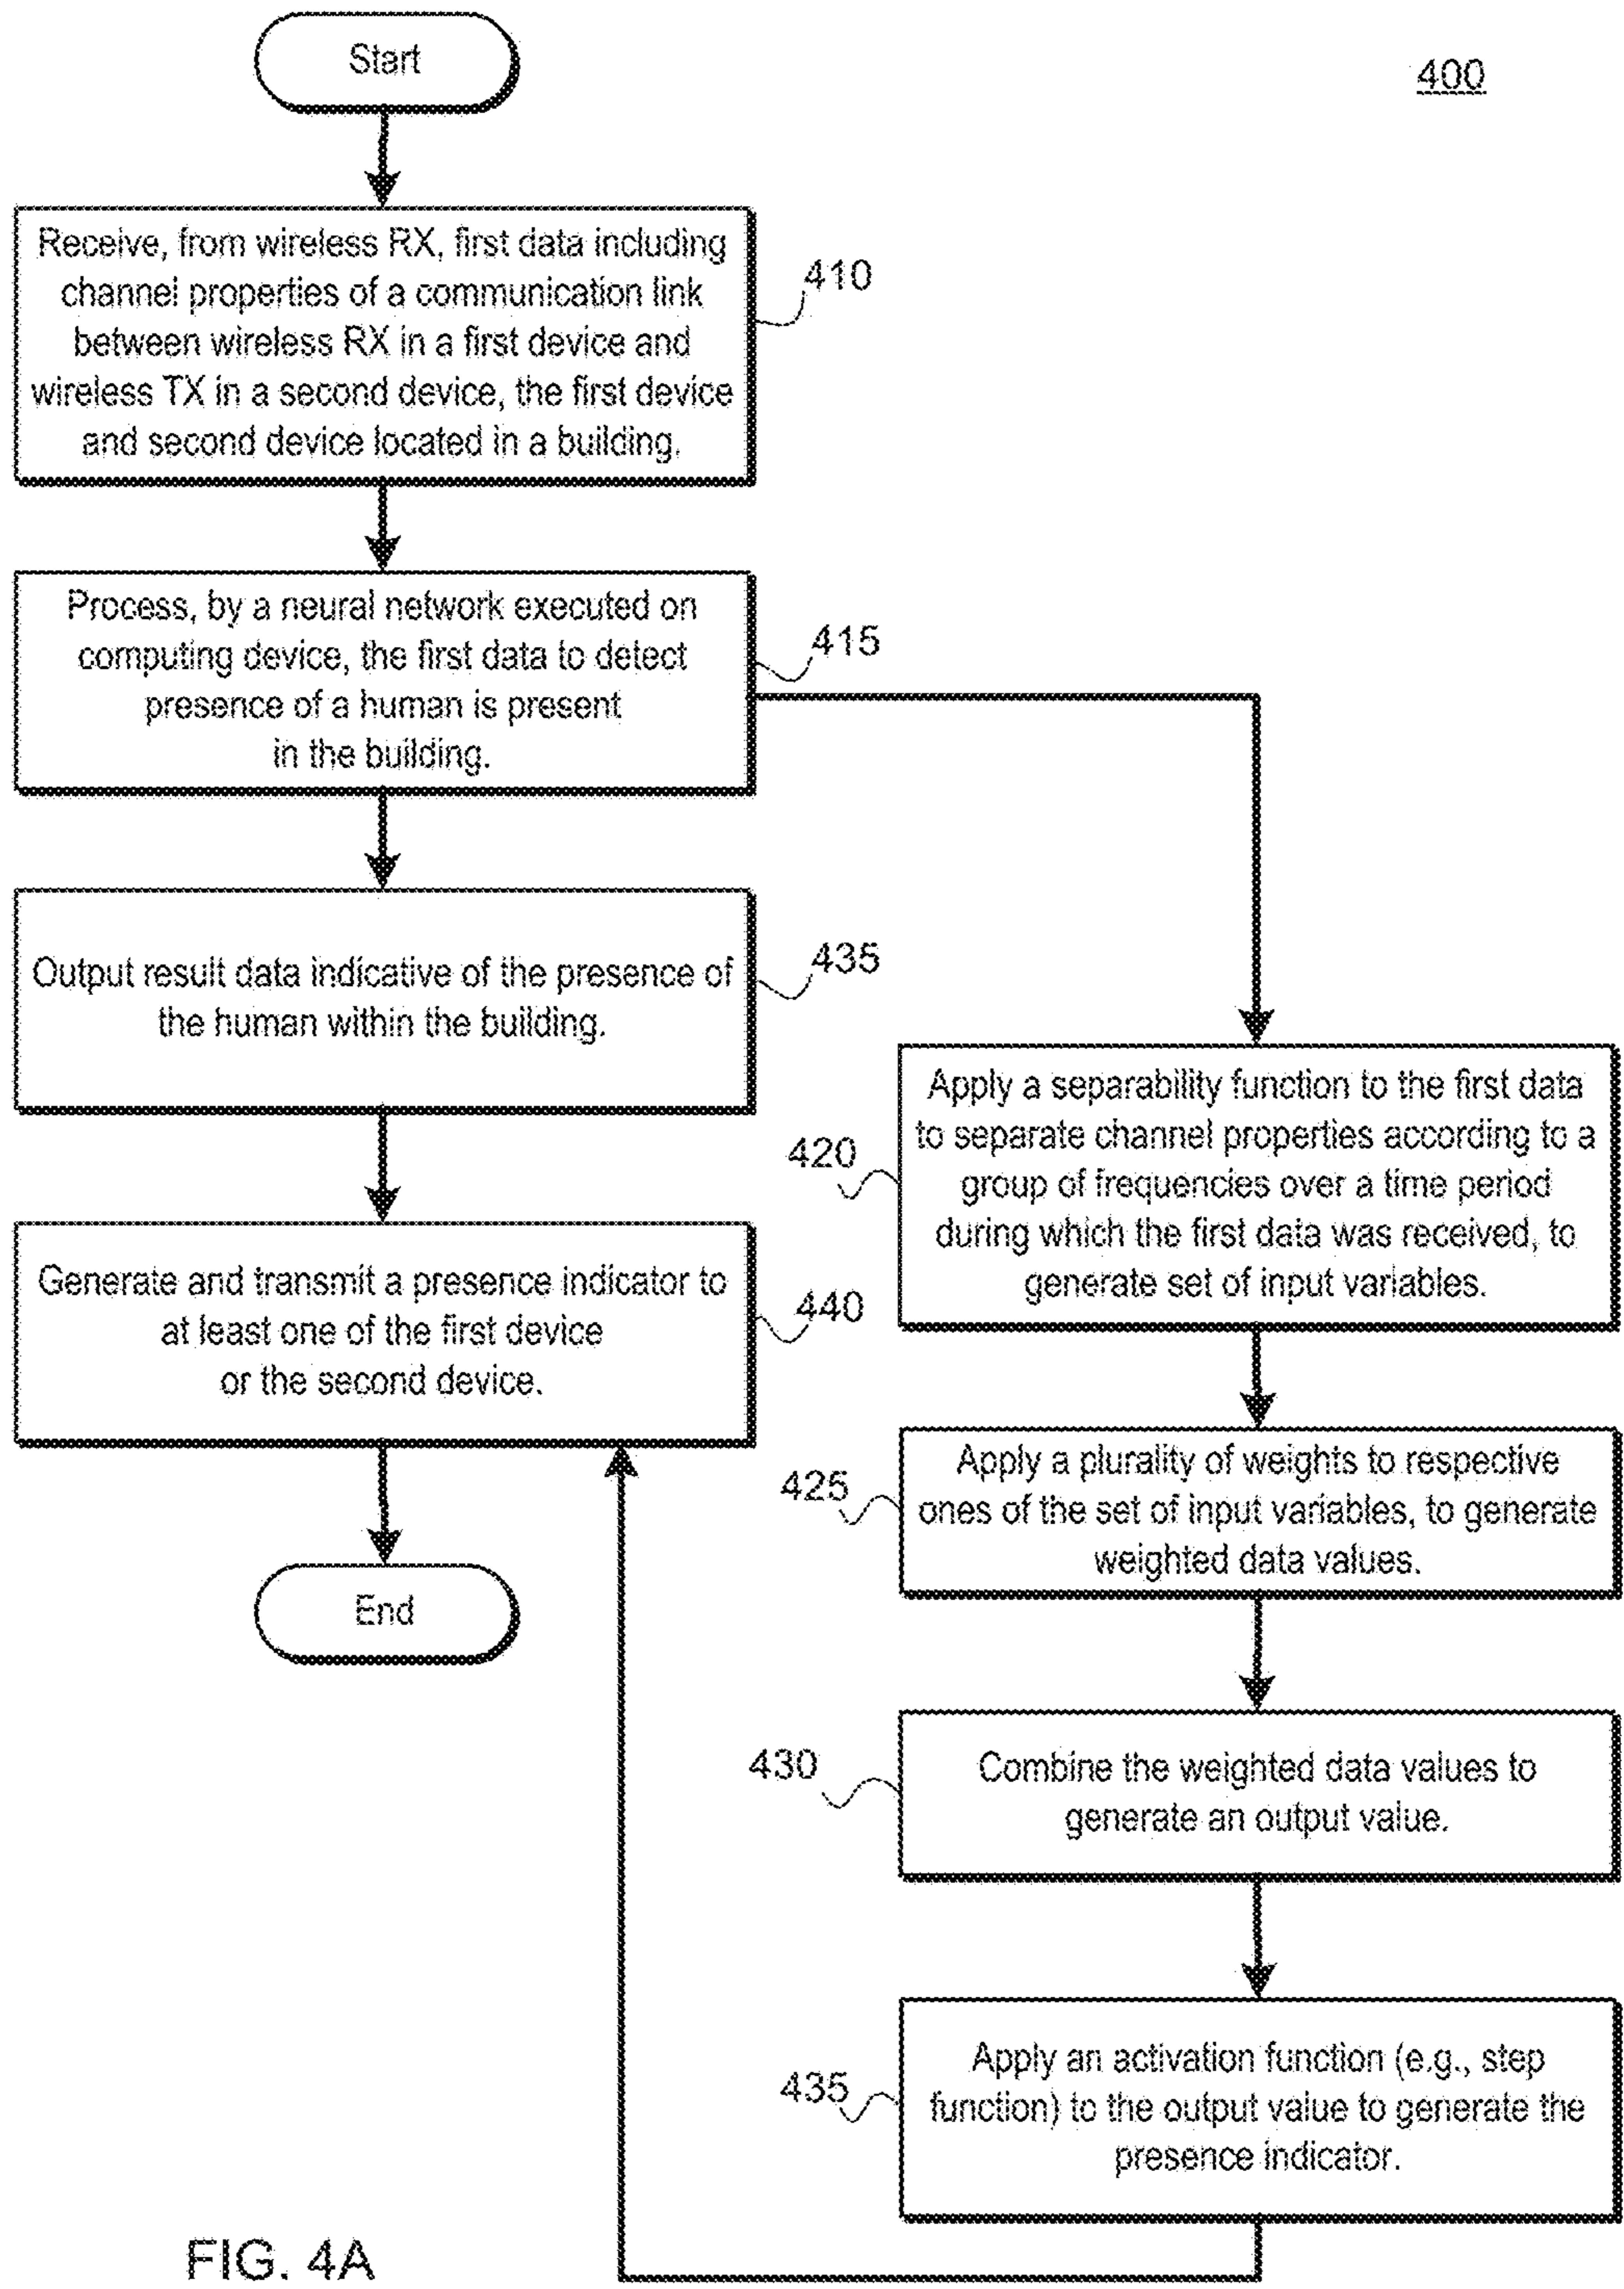 Start
400
Receive, from wireless RX, first data including
channel properties of a communication link
between wireless RX in a first device and
wireless TX in a second device, the first device
and second device located in a building.
410
Process, by a neural network executed on
computing device, the first data to detect
presence of a human is present
in the building.
415
Output result data indicative of the presence of
the human within the building.
435
Generate and transmit a presence indicator to
at least one of the first device
or the second device.
440
End
Apply a separability function to the first data
to separate channel properties according to a
group of frequencies over a time period
during which the first data was received, to
generate set of input variables.
420
Apply a plurality of weights to respective
ones of the set of input variables, to generate
weighted data values.
425
Combine the weighted data values to
generate an output value.
430
Apply an activation function (e.g., step
function) to the output value to generate the
presence indicator.
435
FIG. 4A